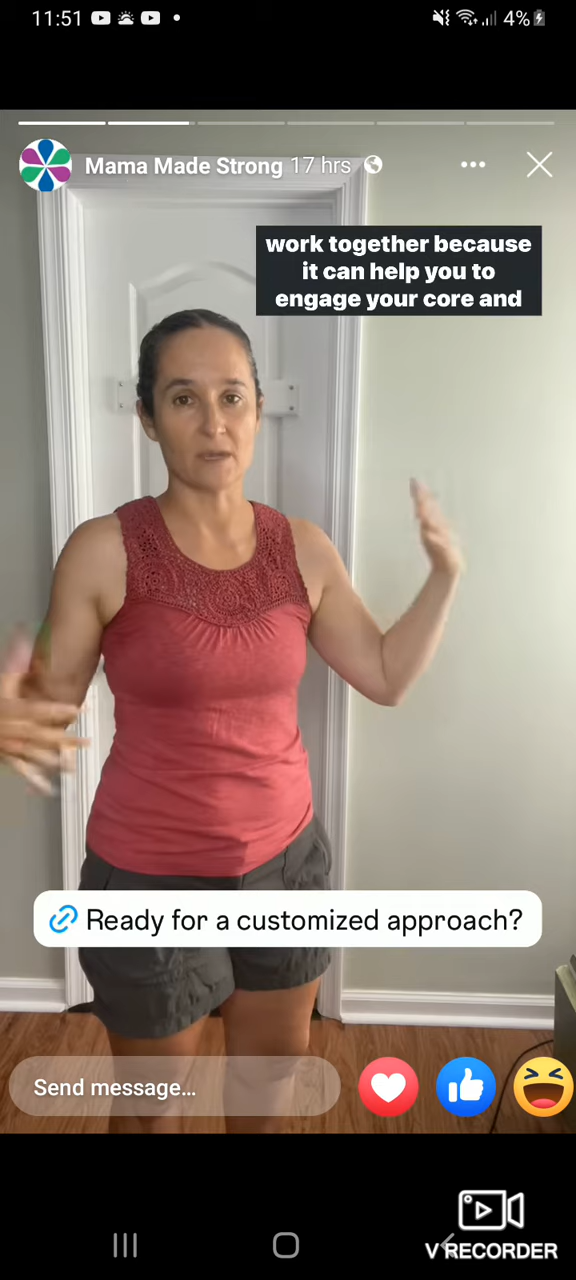 11:51
4%
Mama Made Strong 17 hrs
work together because
it can help you to
engage your core and
Ready for a customized approach?
Send message...
V RECORDER